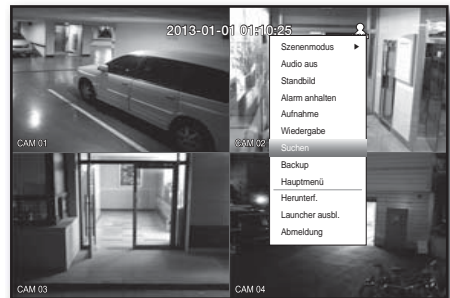 2013-01-01 01:10:25
Szenenmodus
Audio aus
Standbild
Alarm anhalten
Aufnahme
Wiedergabe
CAM 01
CAM 02
Suchen
Backup
Hauptmenü
Herunterf.
Launcher ausbl.
Abmeldung
CAM 03
CAM 04